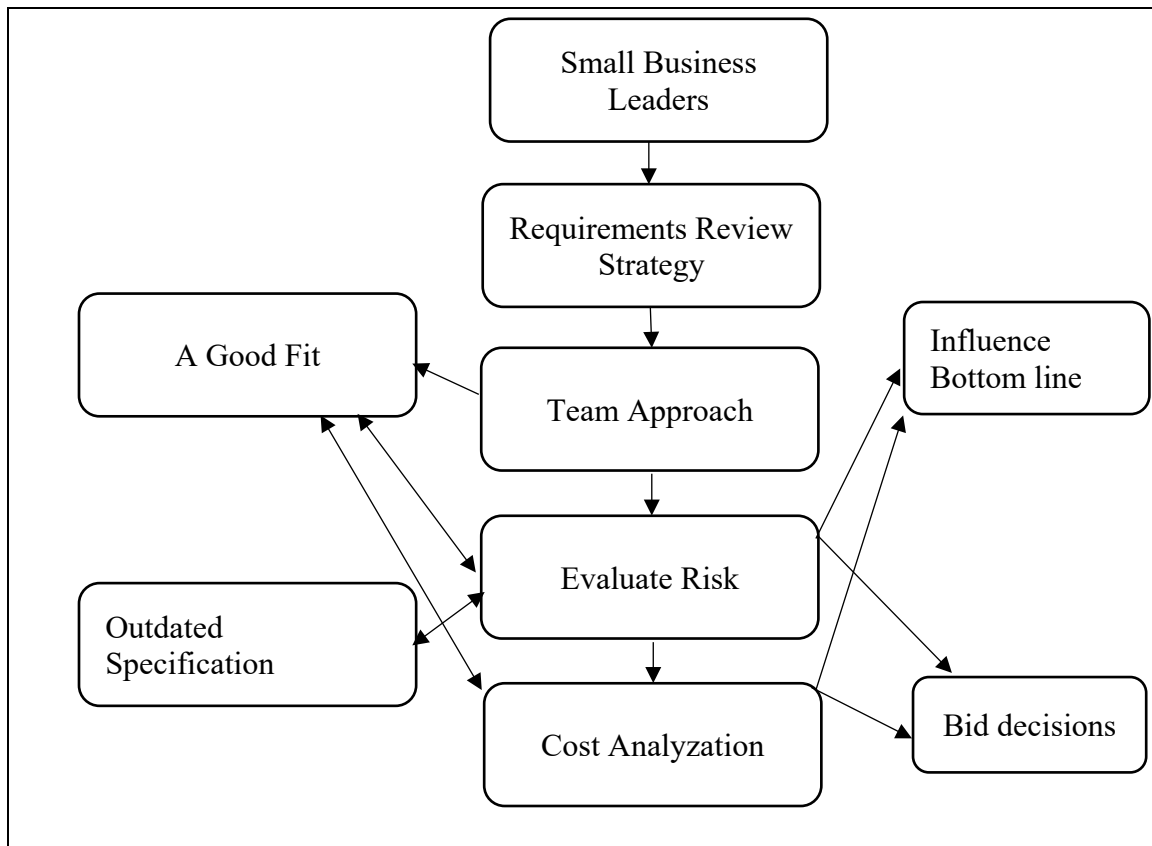 Small Business
Leaders
Requirements Review
Strategy
A Good Fit
Influence
Bottom line
Team Approach
Evaluate Risk
Outdated
Specification
Cost Analyzation
Bid decisions